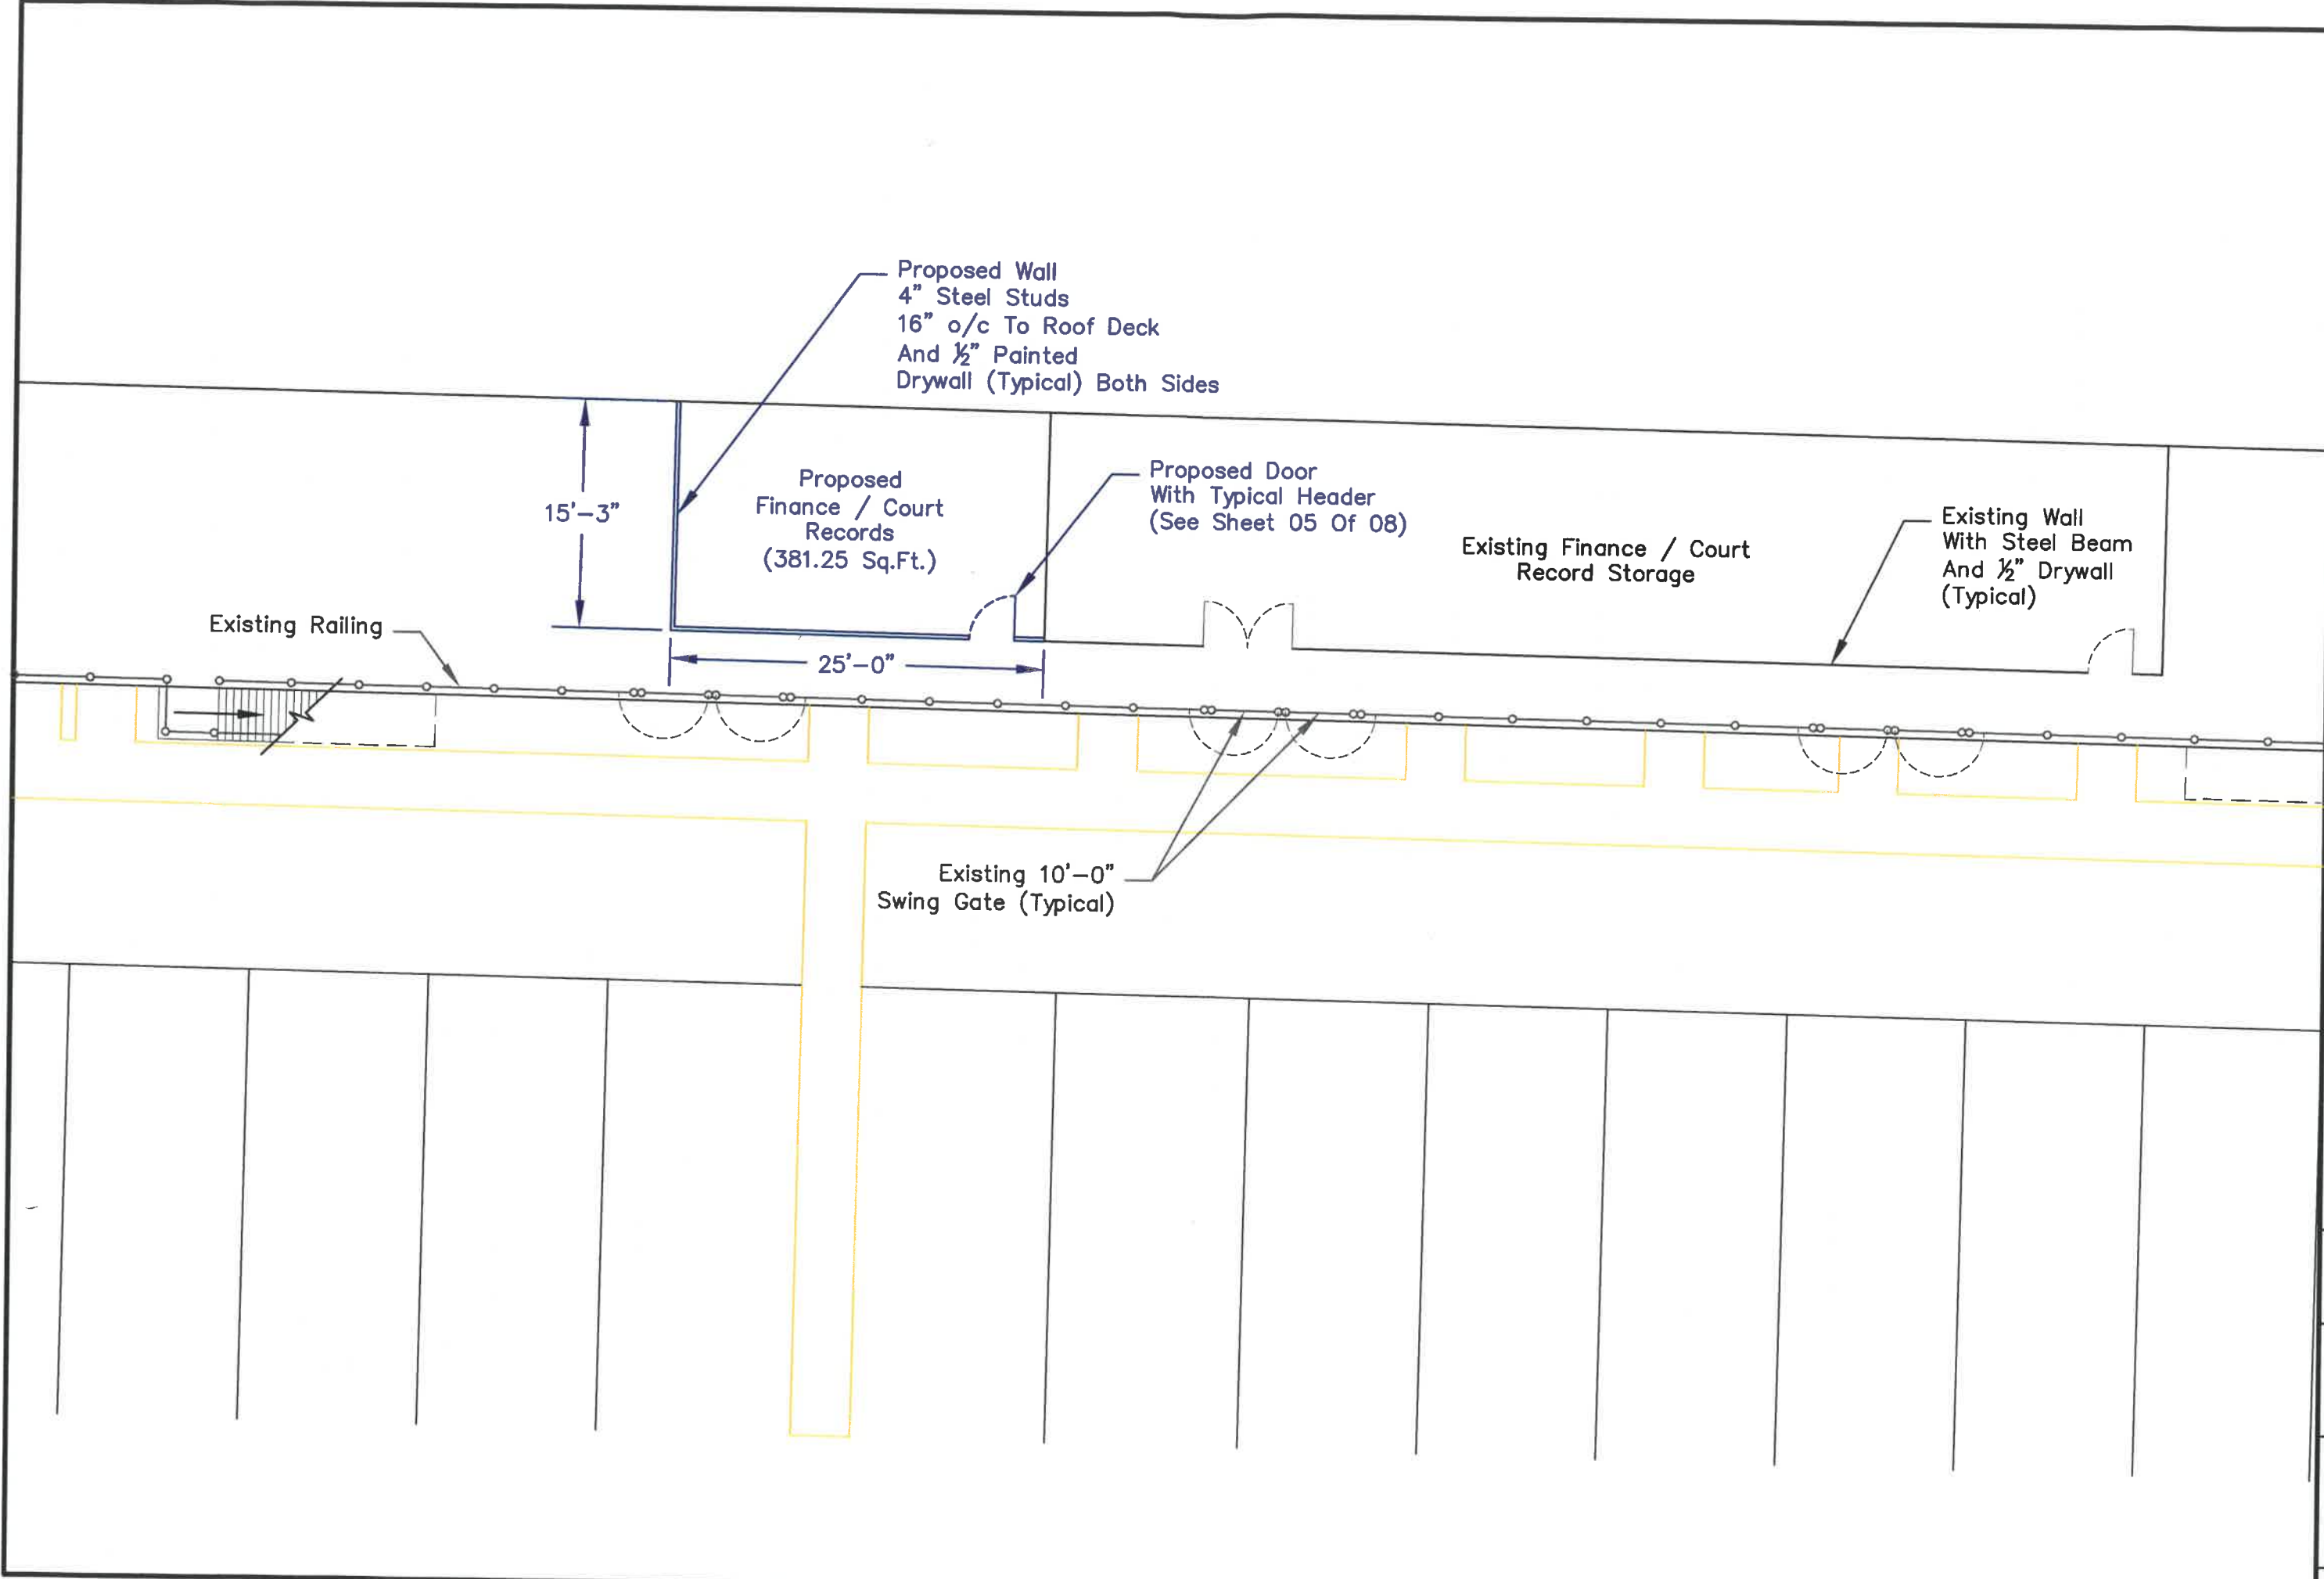 Proposed Wall
4" Steel Studs
16" o/c To Roof Deck
And ½" Painted
Drywall (Typical) Both Sides
15'-3"
Proposed
Finance / Court
Records
(381.25 Sq.Ft.)
Proposed Door
With Typical Header
(See Sheet 05 Of 08)
Existing Finance / Court
Record Storage
Existing Wall
With Steel Beam
And ½" Drywall
(Typical)
Existing Railing
25'-0"
Existing 10'-0"
Swing Gate (Typical)